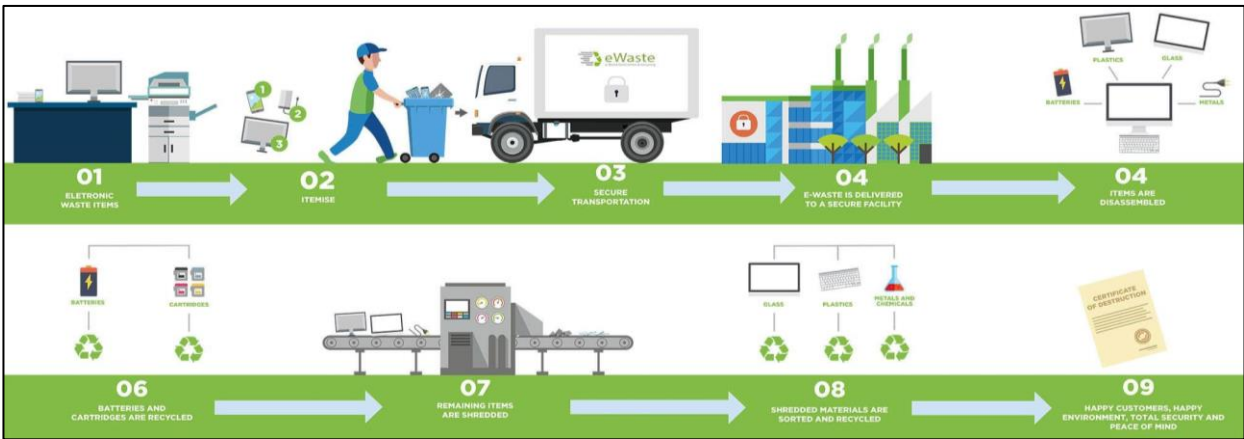 1
2
3
eWaste
PLASTICS
GLASS
BATTERIES
METALS
01
ELETRONIC
WASTE ITEMS
02
ITEMISE
03
SECURE
TRANSPORTATION
04
E-WASTE IS DELIVERED
TO A SECURE FACILITY
04
ITEMS ARE
DISASSEMBLED
BATTERIES
CARTRIDGES
GLASS
PLASTICS
METALS AND
CHEMICALS
CERTIFICATE
OF DESTRUCTION
06
BATTERIES AND
CARTRIDGES ARE RECYCLED
07
REMAINING ITEMS
ARE SHREDDED
08
SHREDDED MATERIALS ARE
SORTED AND RECYCLED
09
HAPPY CUSTOMERS, HAPPY
ENVIRONMENT, TOTAL SECURITY AND
PEACE OF MIND